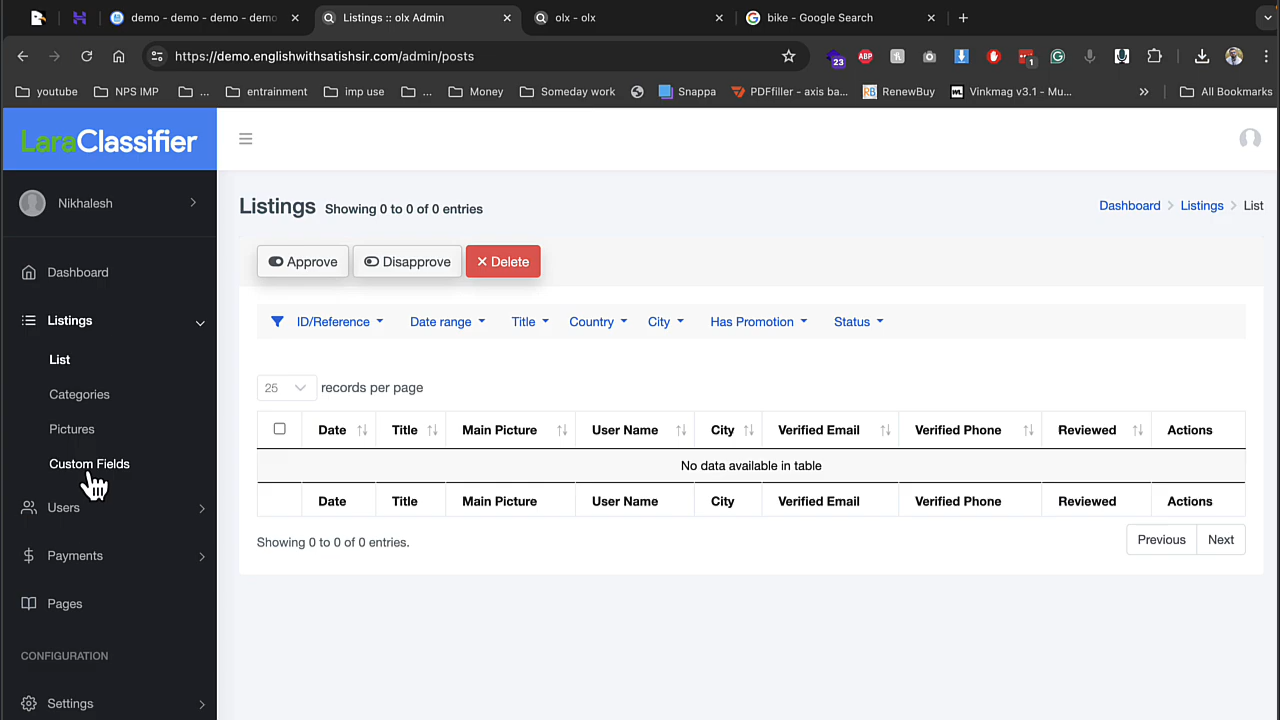 demo - demo - demo - demo
Listings :: olx Admin
olx - olx
bike - Google Search
https://demo.englishwithsatishsir.com/admin/posts
23
ABP
1
youtube
NPS IMP
...
entrainment
imp use
...
Money
Someday work
Snappa
PDFfiller - axis ba...
RenewBuy
Vinkmag v3.1 - Mu...
All Bookmarks
LaraClassifier
Nikhalesh
Listings Showing 0 to 0 of 0 entries
Dashboard > Listings > List
Approve
Disapprove
Delete
Dashboard
Listings
List
Categories
Pictures
Custom Fields
Users
Payments
Pages
CONFIGURATION
Settings
ID/Reference
Date range
Title
Country
City
Has Promotion
Status
25 records per page
Date Title Main Picture User Name City Verified Email Verified Phone Reviewed Actions
No data available in table
Date Title Main Picture User Name City Verified Email Verified Phone Reviewed Actions
Showing 0 to 0 of 0 entries.
Previous
Next